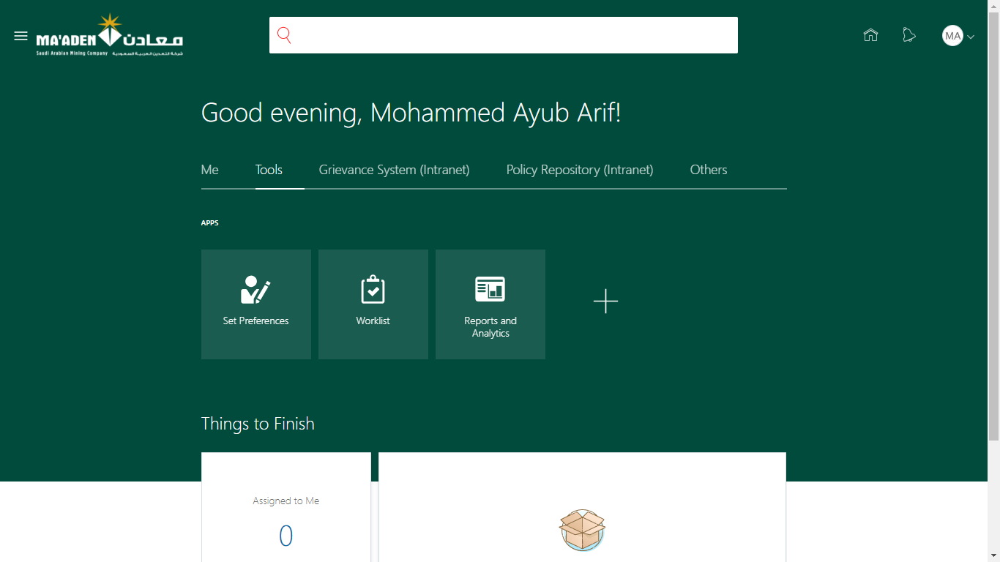 MA'ADEN معادن
Saudi Arabian Mining Company شركة التعدين العربية السعودية
MA
Good evening, Mohammed Ayub Arif!
Me Tools Grievance System (Intranet) Policy Repository (Intranet) Others
APPS
Set Preferences
Worklist
Reports and
Analytics
Things to Finish
Assigned to Me
0